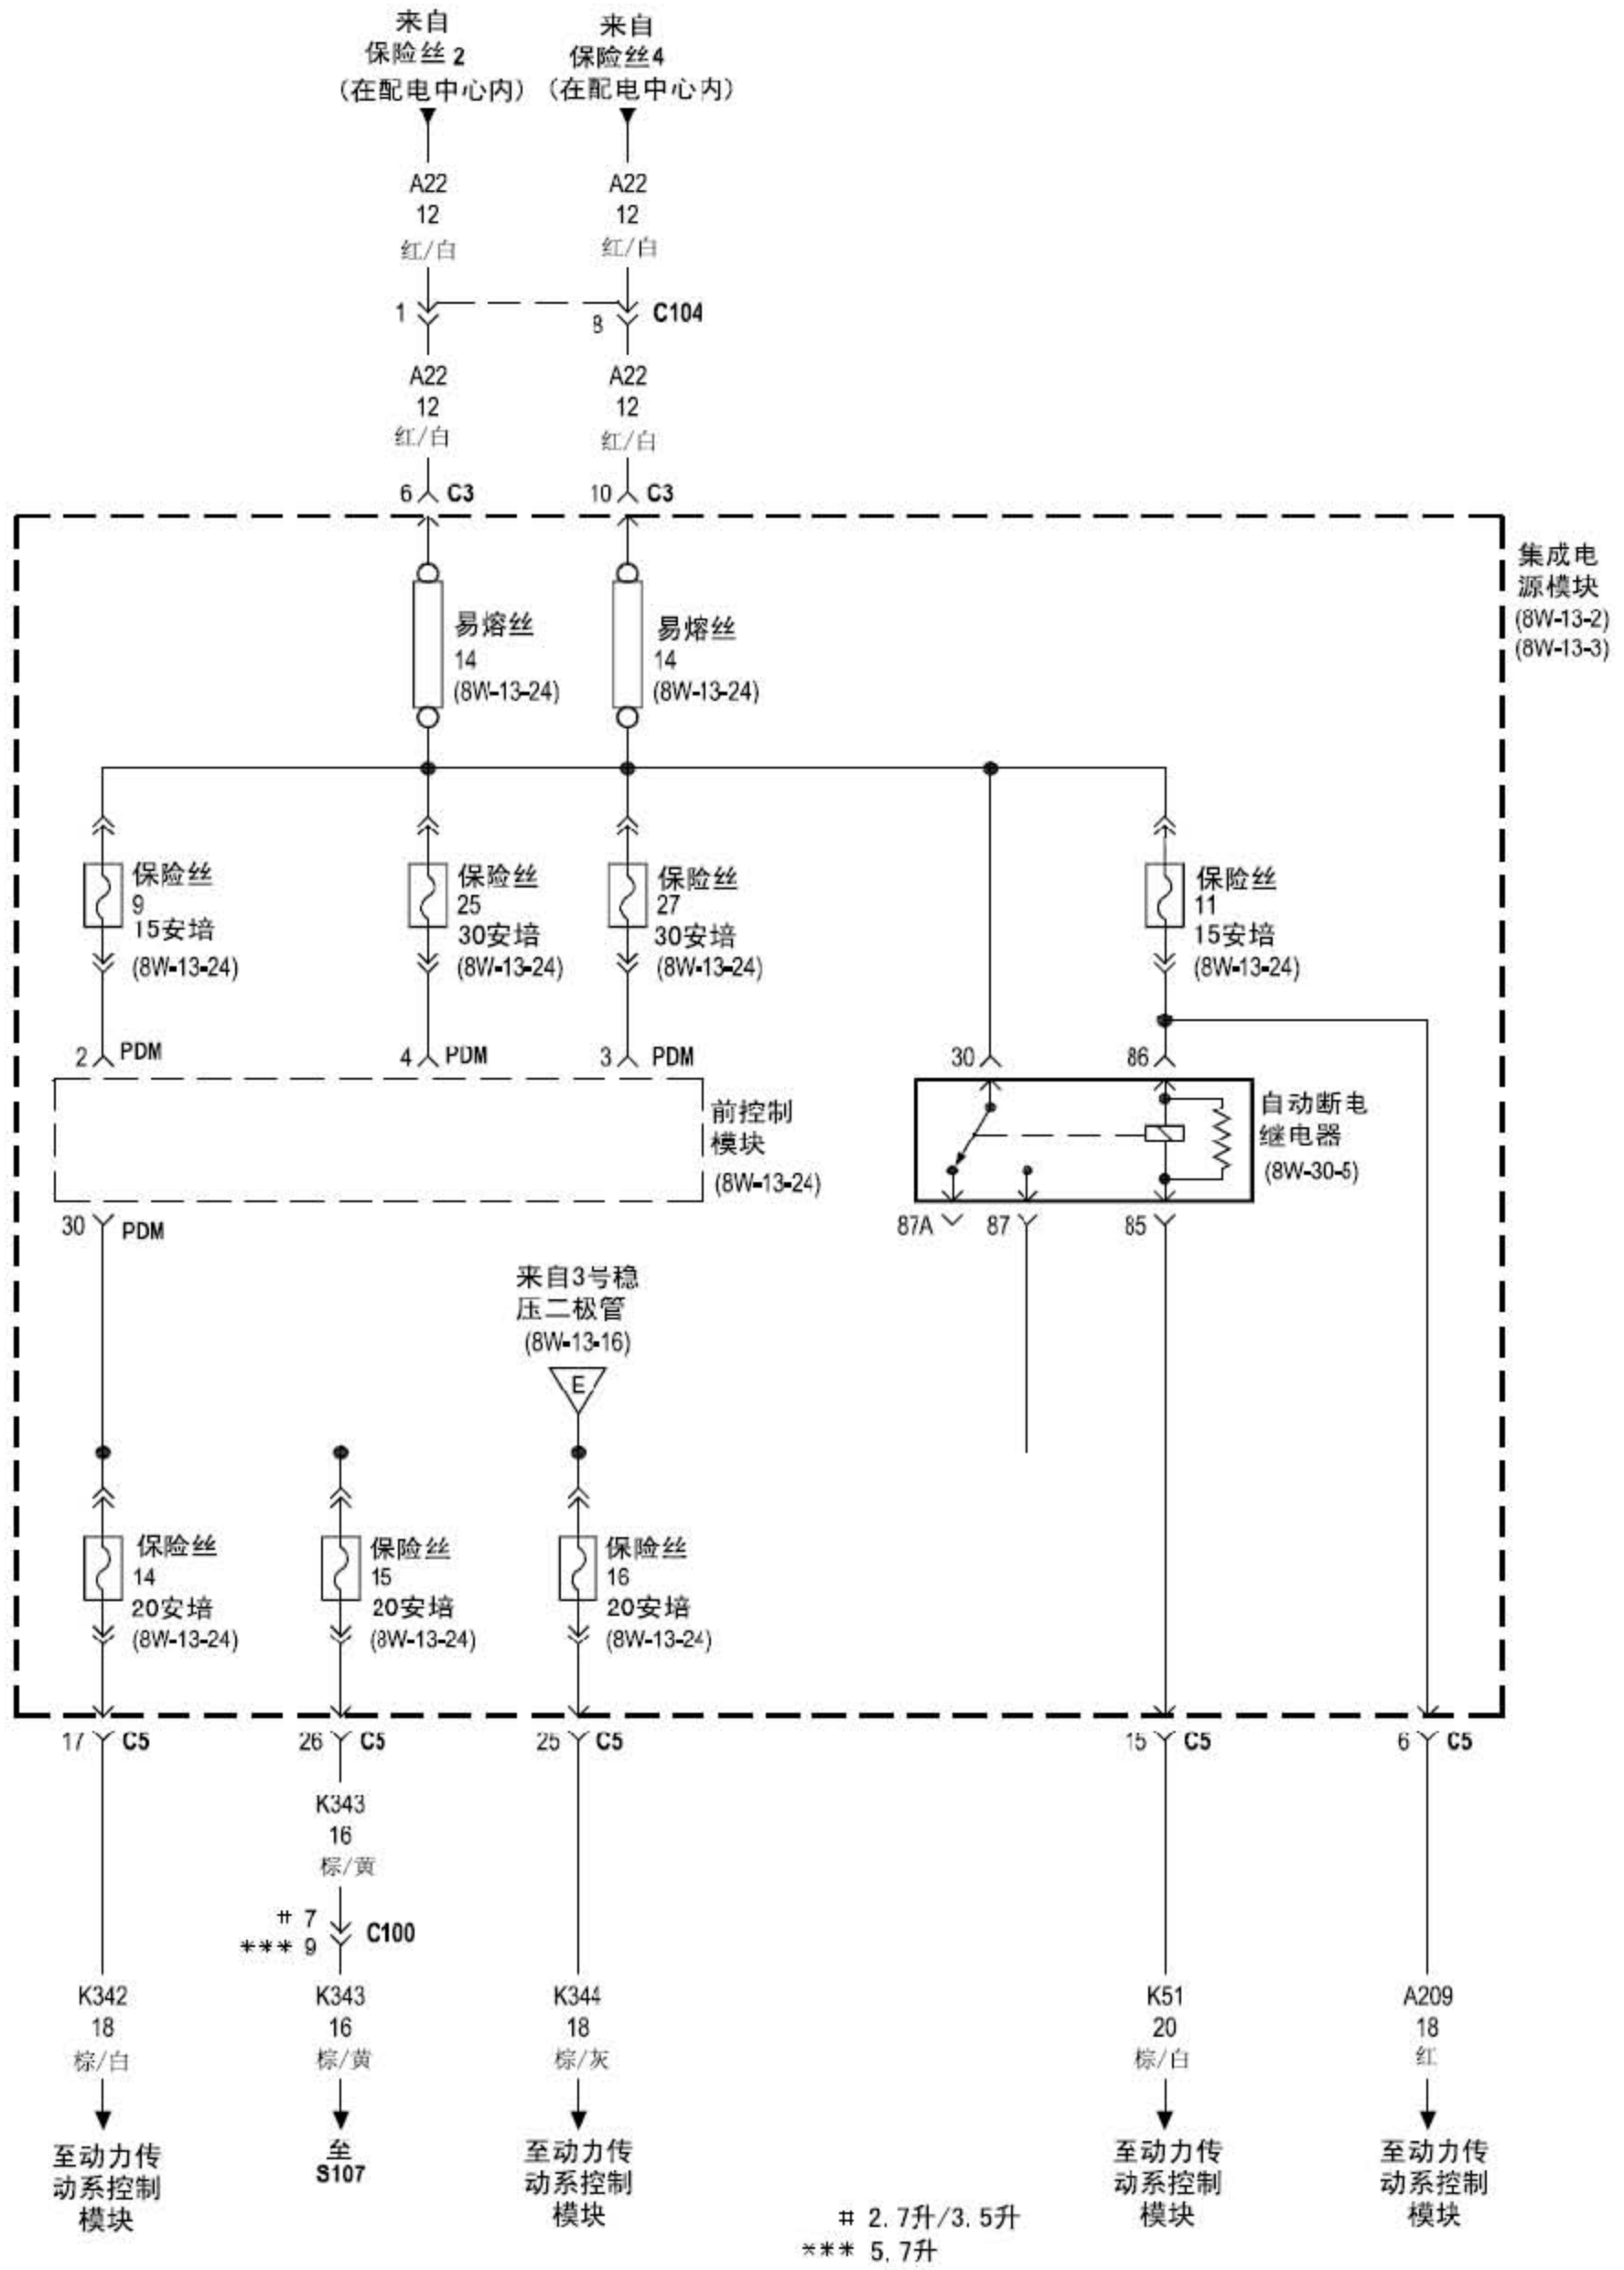 来自
保险丝 2
(在配电中心内)
来自
保险丝4
(在配电中心内)
A22
12
红/白
A22
12
红/白
1
8
C104
A22
12
红/白
A22
12
红/白
6 C3
10 C3
集成电
源模块
(8W-13-2)
(8W-13-3)
易熔丝
14
(8W-13-24)
易熔丝
14
(8W-13-24)
保险丝
9
15安培
(8W-13-24)
保险丝
25
30安培
(8W-13-24)
保险丝
27
30安培
(8W-13-24)
保险丝
11
15安培
(8W-13-24)
2 PDM
4 PDM
3 PDM
30
86
前控制
模块
(8W-13-24)
自动断电
继电器
(8W-30-5)
30 PDM
87A
87
85
来自3号稳
压二极管
(8W-13-16)
E
保险丝
14
20安培
(8W-13-24)
保险丝
15
20安培
(8W-13-24)
保险丝
16
20安培
(8W-13-24)
17 C5
26 C5
25 C5
15 C5
6 C5
K343
16
棕/黄
# 7
*** 9
C100
K342
18
棕/白
K343
16
棕/黄
K344
18
棕/灰
K51
20
棕/白
A209
18
红
至动力传
动系控制
模块
至
S107
至动力传
动系控制
模块
至动力传
动系控制
模块
至动力传
动系控制
模块
# 2.7升/3.5升
*** 5.7升